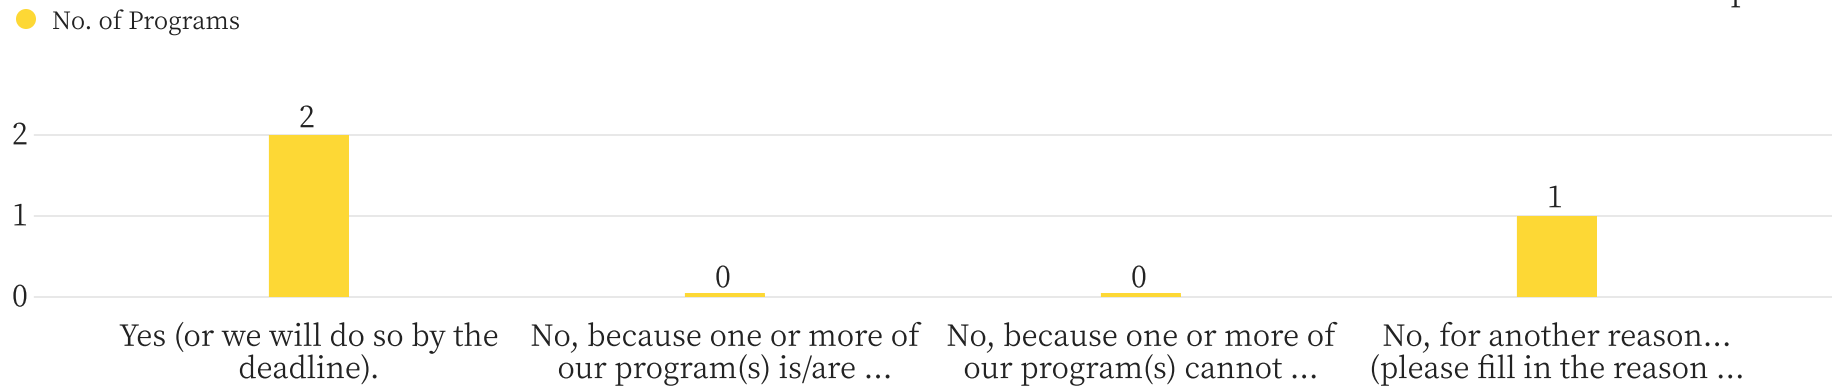 No. of Programs
2
2
1
1
0
0
0
Yes (or we will do so by the deadline).
No, because one or more of our program(s) is/are ...
No, because one or more of our program(s) cannot ...
No, for another reason... (please fill in the reason ...